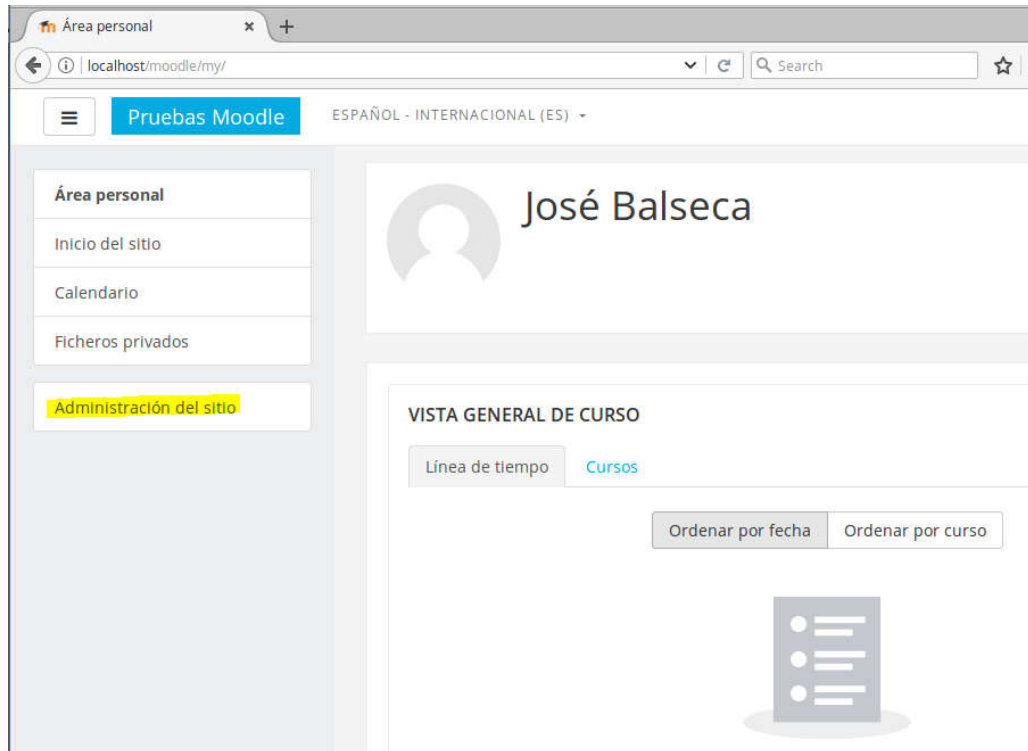 Área personal
localhost/moodle/my/
Search
Pruebas Moodle
ESPAÑOL - INTERNACIONAL (ES)
Área personal
Inicio del sitio
Calendario
Ficheros privados
Administración del sitio
José Balseca
VISTA GENERAL DE CURSO
Línea de tiempo Cursos
Ordenar por fecha Ordenar por curso